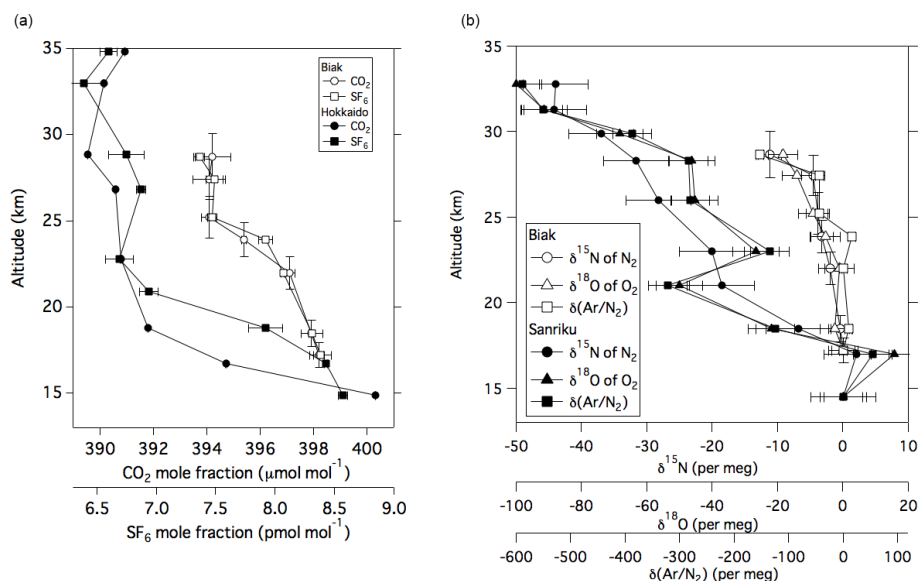 (a)
(b)
35
30
25
20
15
Altitude (km)
390
392
394
396
398
400
CO2 mole fraction (μmol mol-1)
6.5
7.0
7.5
8.0
8.5
9.0
SF6 mole fraction (pmol mol-1)
Biak
CO2
SF6
Hokkaido
CO2
SF6
35
30
25
20
15
Altitude (km)
Biak
δ15N of N2
δ18O of O2
δ(Ar/N2)
Sanriku
δ15N of N2
δ18O of O2
δ(Ar/N2)
-50
-40
-30
-20
-10
0
10
δ15N (per meg)
-100
-80
-60
-40
-20
0
20
δ18O (per meg)
-600
-500
-400
-300
-200
-100
0
100
δ(Ar/N2) (per meg)